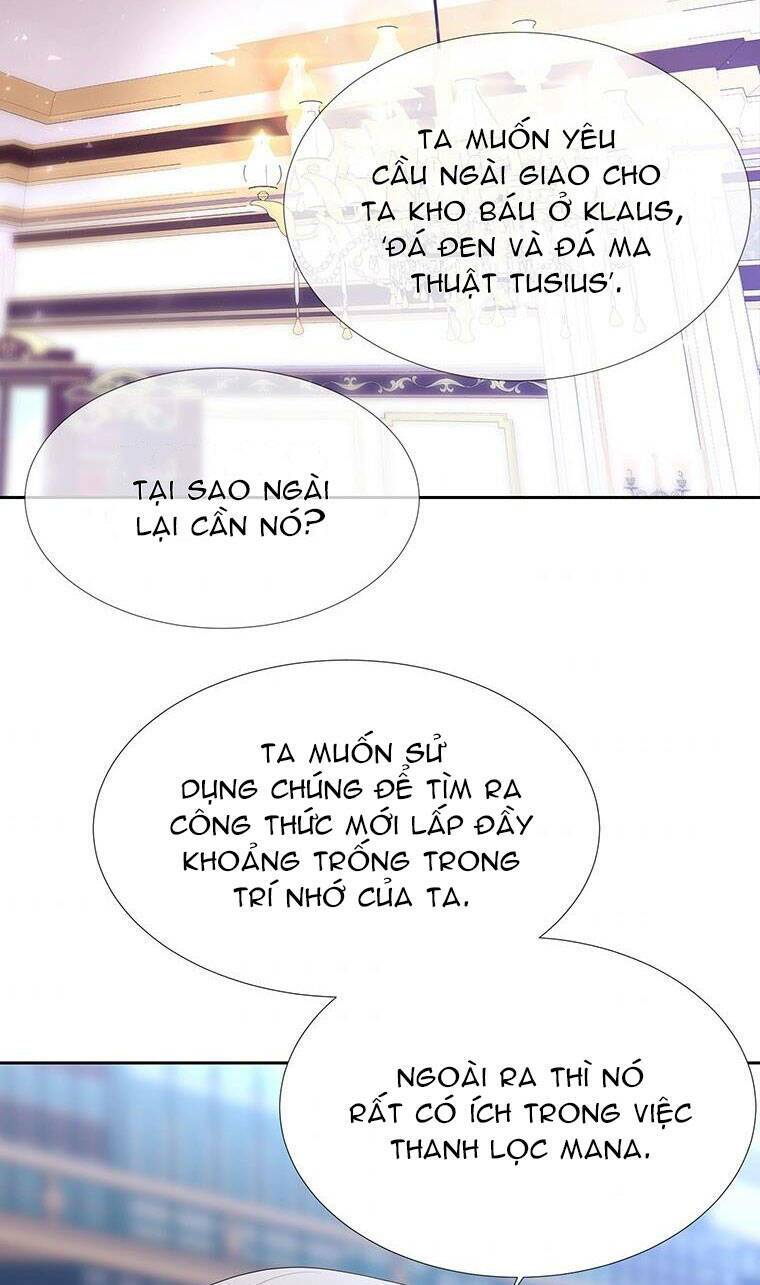 TA MUỐN YÊU
CẦU NGÀI GIAO CHO
TA KHO BÁU Ở KLAUS,
'ĐÁ ĐEN VÀ ĐÁ MA
THUẬT TUSIUS'.
TẠI SAO NGÀI
LẠI CẦN NÓ?
TA MUỐN SỬ
DỤNG CHÚNG ĐỂ TÌM RA
CÔNG THỨC MỚI LẤP ĐẦY
KHOẢNG TRỐNG TRONG
TRÍ NHỚ CỦA TA.
NGOÀI RA THÌ NÓ
RẤT CÓ ÍCH TRONG VIỆC
THANH LỌC MANA.